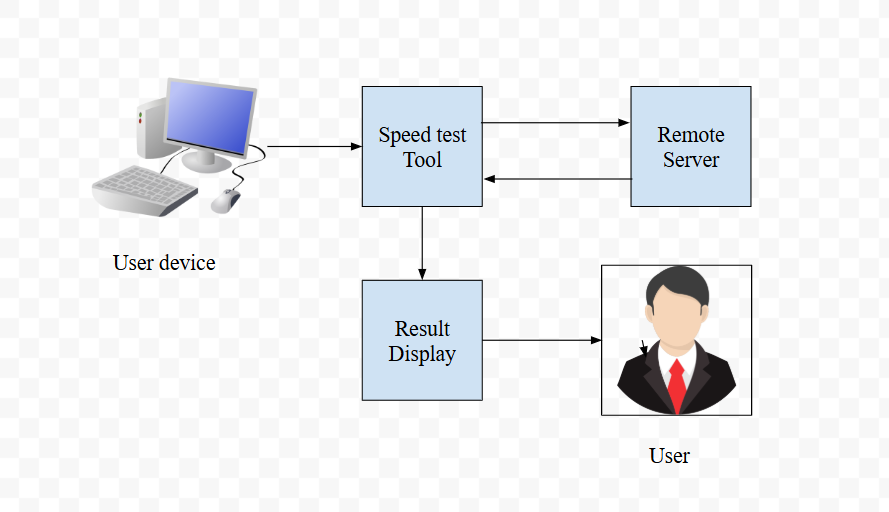 Speed test
Tool
Remote
Server
User device
Result
Display
User